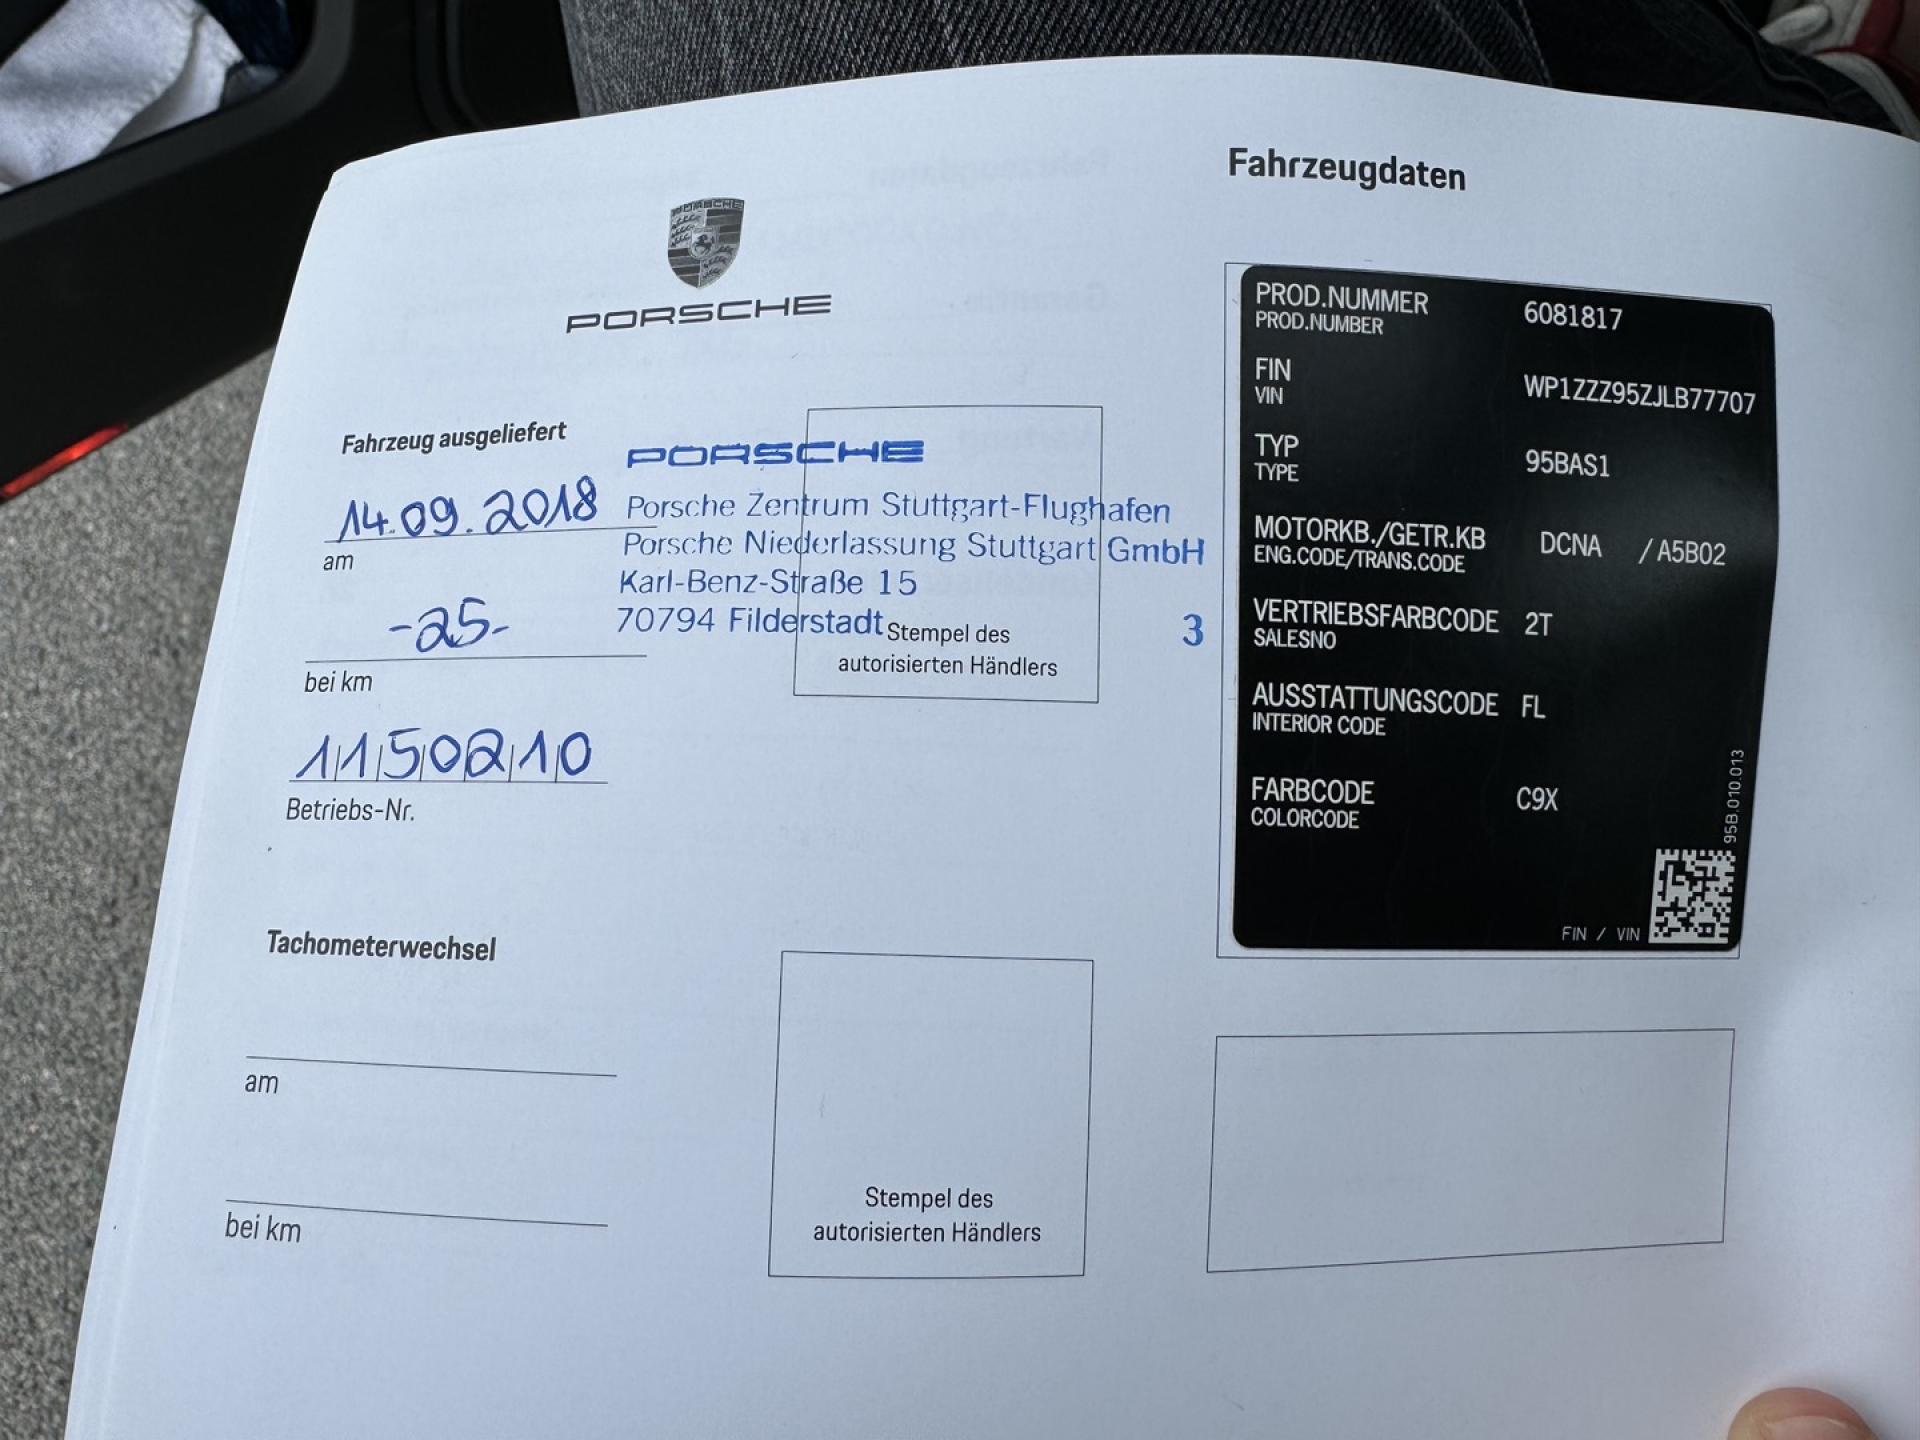 PORSCHE
PORSCHE
Fahrzeug ausgeliefert
14.09.2018
am
-25-
bei km
1150210
Betriebs-Nr.
PORSCHE
Porsche Zentrum Stuttgart-Flughafen
Porsche Niederlassung Stuttgart GmbH
Karl-Benz-Straße 15
70794 Filderstadt
3
Stempel des
autorisierten Händlers
Tachometerwechsel
am
bei km
Stempel des
autorisierten Händlers
Fahrzeugdaten
PROD.NUMMER 6081817
PROD.NUMBER
FIN WP1ZZZ95ZJLB77707
VIN
TYP 95BAS1
TYPE
MOTORKB./GETR.KB DCNA / A5B02
ENG.CODE/TRANS.CODE
VERTRIEBSFARBCODE 2T
SALESNO
AUSSTATTUNGSCODE FL
INTERIOR CODE
FARBCODE C9X
COLORCODE
95B.010.013
FIN / VIN